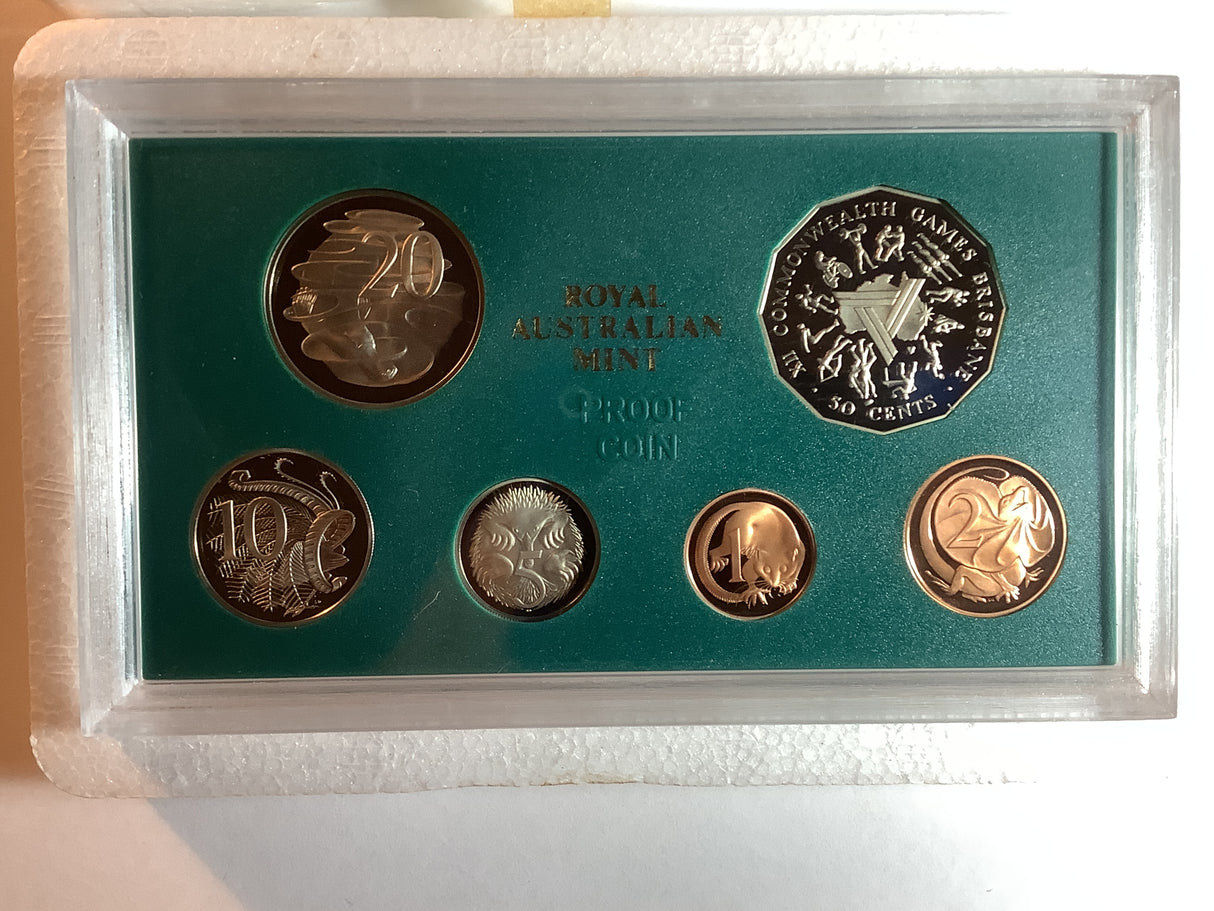 20
ROYAL
AUSTRALIAN
MINT
PROOF
COIN
XII COMMONWEALTH GAMES BRISBANE
50 CENTS
10
5
1
2